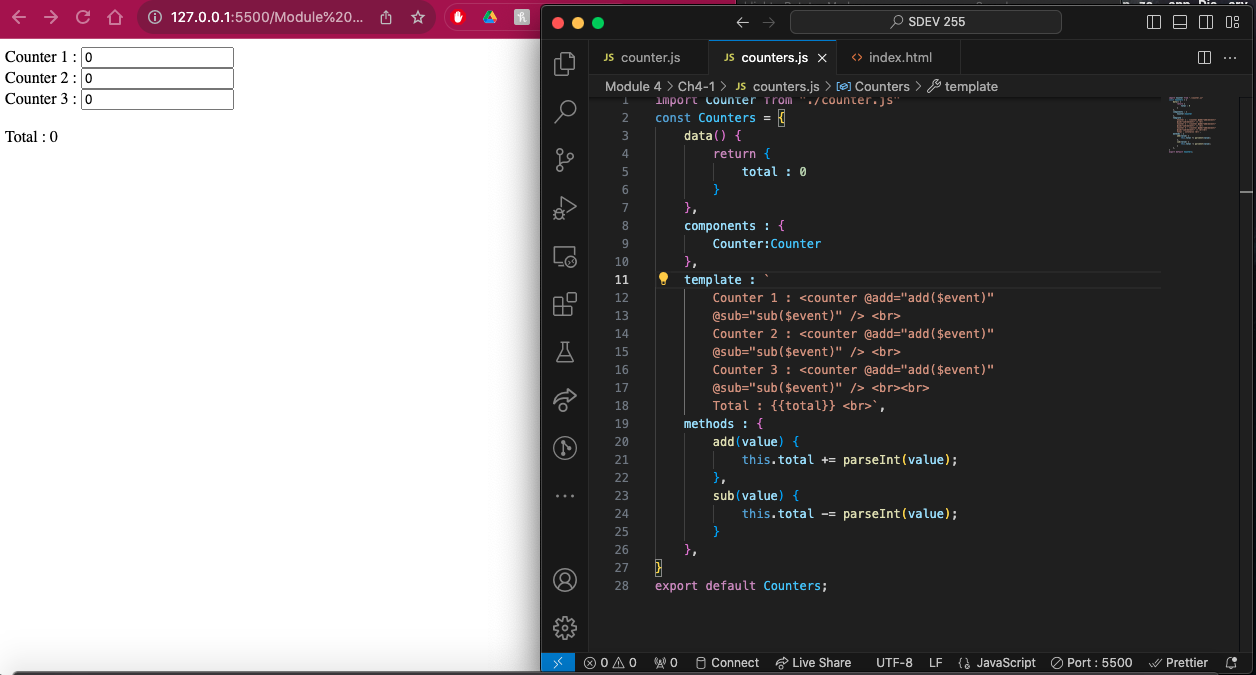 127.0.0.1:5500/Module%20...
Counter 1 : 0
Counter 2 : 0
Counter 3 : 0
Total : 0
SDEV 255
JS counter.js
JS counters.js
<> index.html
Module 4 > Ch4-1 > JS counters.js > Counters > template
1 import Counter from "./counter.js"
2 const Counters = {
3 data() {
4 return {
5 total : 0
6 }
7 },
8 components : {
9 Counter:Counter
10 },
11 template : `
12 Counter 1 : <counter @add="add($event)"
13 @sub="sub($event)" /> <br>
14 Counter 2 : <counter @add="add($event)"
15 @sub="sub($event)" /> <br>
16 Counter 3 : <counter @add="add($event)"
17 @sub="sub($event)" /> <br><br>
18 Total : {{total}} <br>`,
19 methods : {
20 add(value) {
21 this.total += parseInt(value);
22 },
23 sub(value) {
24 this.total -= parseInt(value);
25 }
26 },
27 }
28 export default Counters;
0 0 0 Connect Live Share UTF-8 LF JavaScript Port : 5500 Prettier